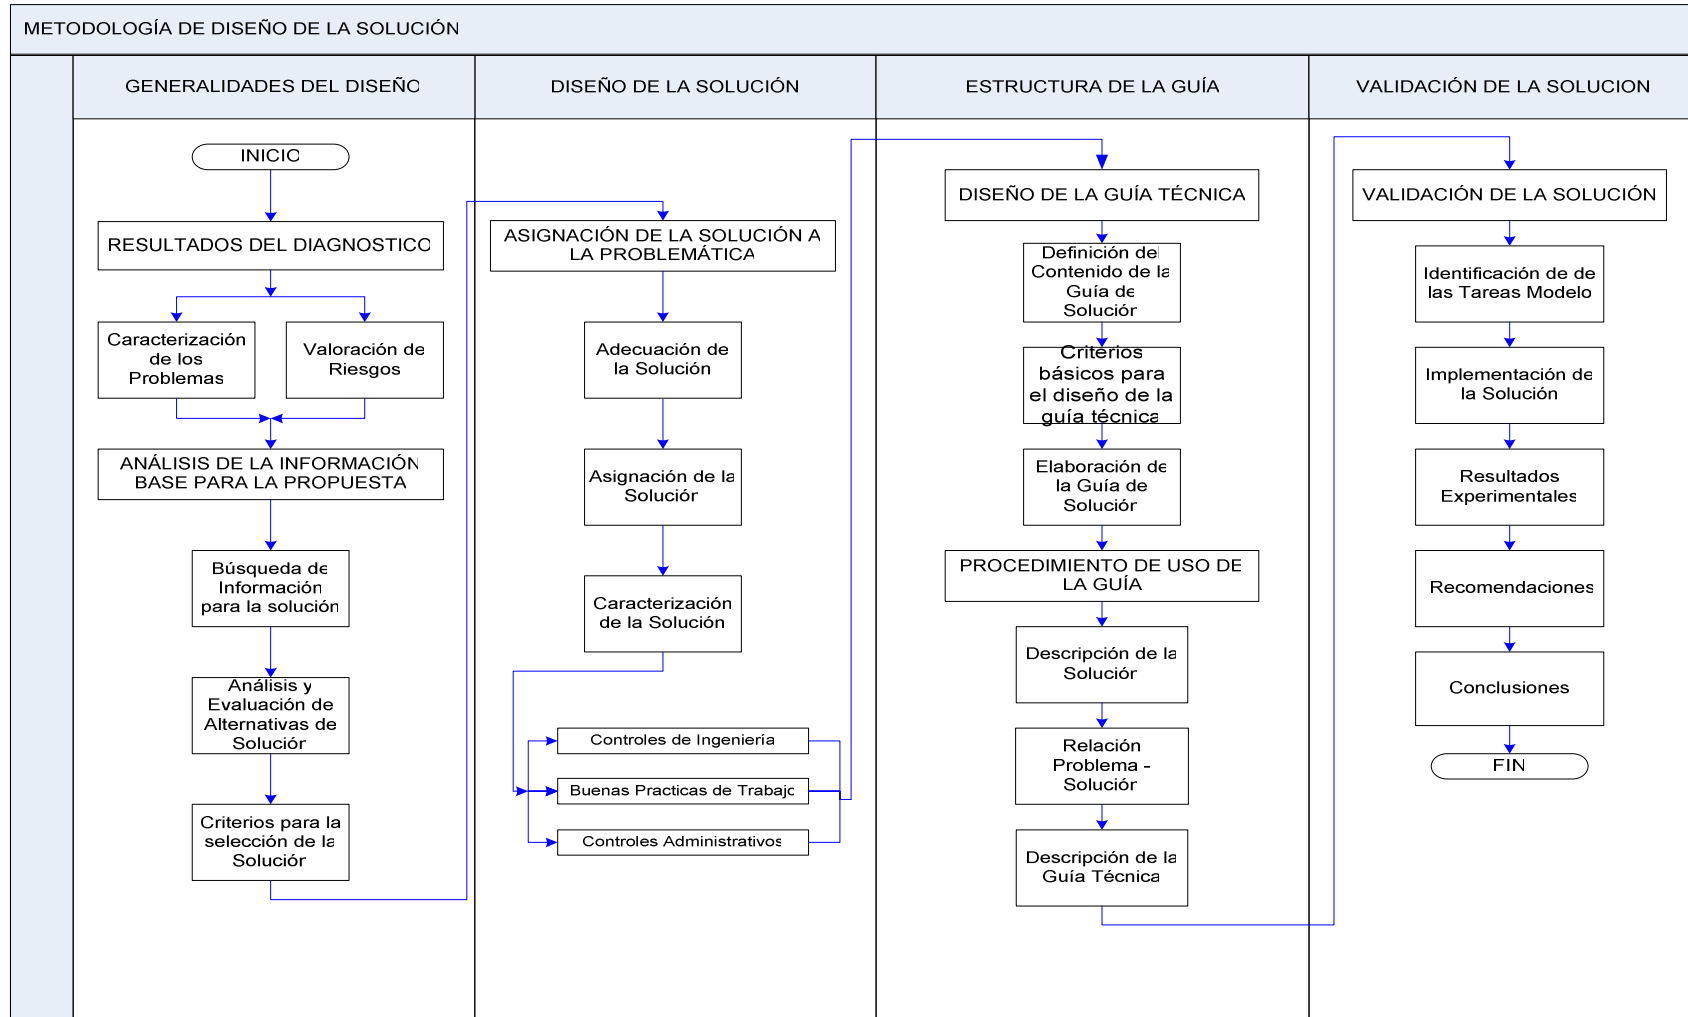 METODOLOGÍA DE DISEÑO DE LA SOLUCIÓN
GENERALIDADES DEL DISEÑO
DISEÑO DE LA SOLUCIÓN
ESTRUCTURA DE LA GUÍA
VALIDACIÓN DE LA SOLUCION
INICIO
RESULTADOS DEL DIAGNOSTICO
Caracterización
de los
Problemas
Valoración de
Riesgos
ANÁLISIS DE LA INFORMACIÓN
BASE PARA LA PROPUESTA
Búsqueda de
Información
para la solución
Análisis y
Evaluación de
Alternativas de
Solución
Criterios para la
selección de la
Solución
ASIGNACIÓN DE LA SOLUCIÓN A
LA PROBLEMÁTICA
Adecuación de
la Solución
Asignación de la
Solución
Caracterización
de la Solución
Controles de Ingeniería
Buenas Practicas de Trabajo
Controles Administrativos
DISEÑO DE LA GUÍA TÉCNICA
Definición del
Contenido de la
Guía de
Solución
Criterios
básicos para
el diseño de la
guía técnica
Elaboración de
la Guía de
Solución
PROCEDIMIENTO DE USO DE
LA GUÍA
Descripción de la
Solución
Relación
Problema -
Solución
Descripción de la
Guía Técnica
VALIDACIÓN DE LA SOLUCIÓN
Identificación de de
las Tareas Modelo
Implementación de
la Solución
Resultados
Experimentales
Recomendaciones
Conclusiones
FIN